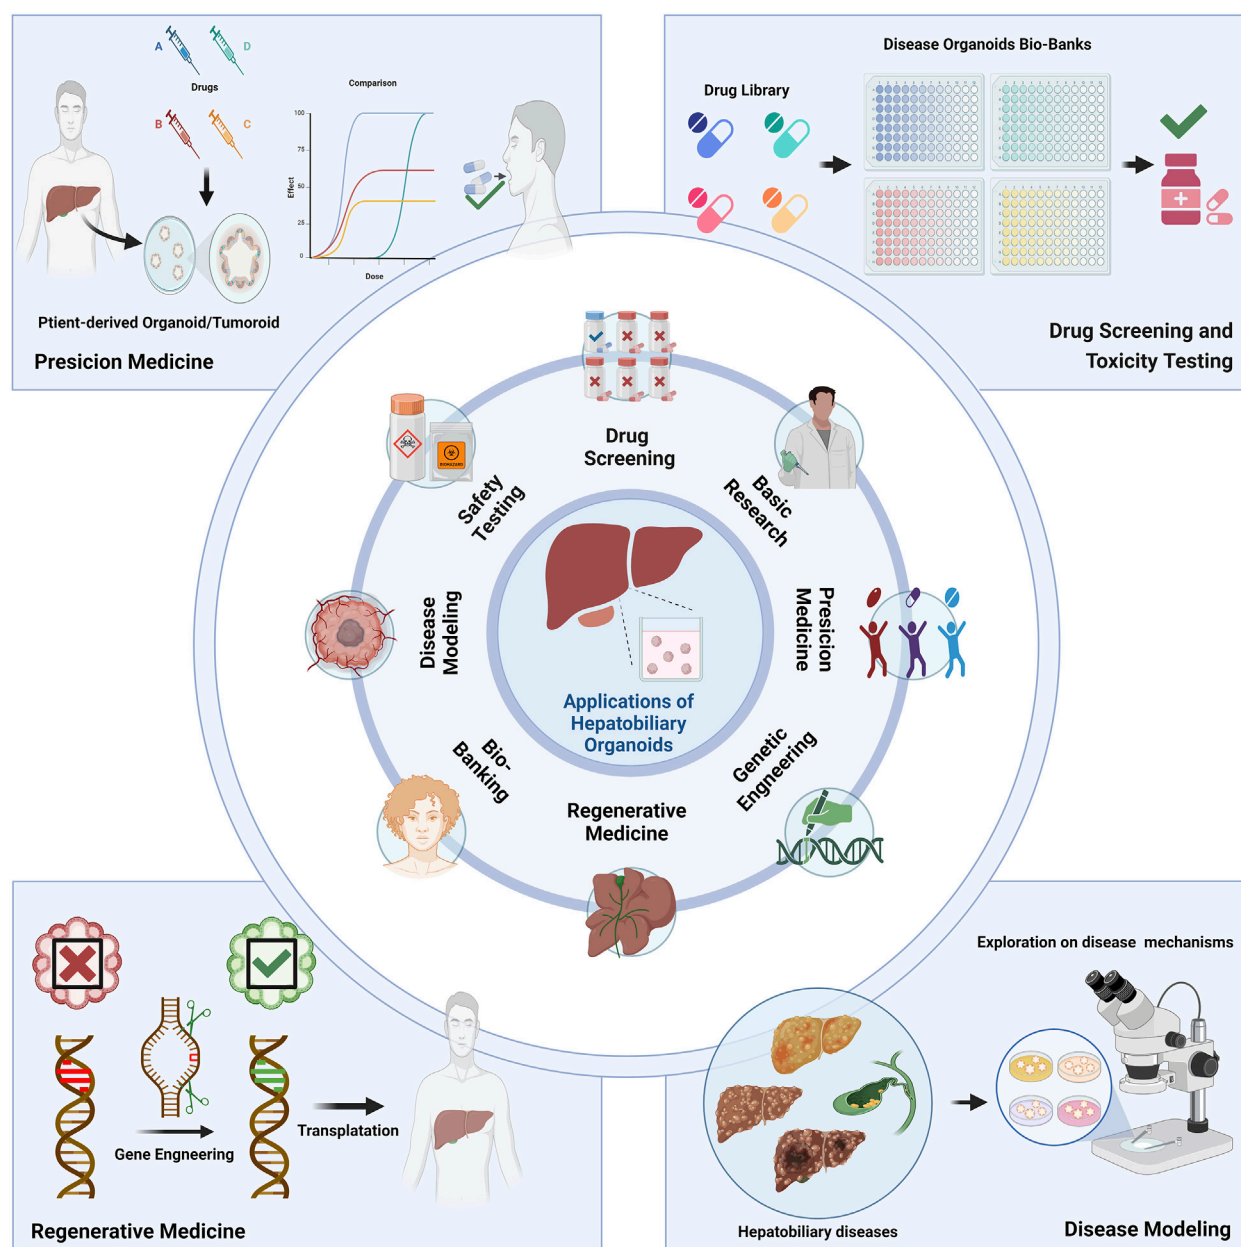 A
D
Drugs
B
C
Comparison
Effect
100
75
50
25
0
Dose
Ptient-derived Organoid/Tumoroid
Presicion Medicine
Disease Organoids Bio-Banks
Drug Library
Drug Screening and
Toxicity Testing
Drug
Screening
Basic
Research
Presicion
Medicine
Genetic
Engneering
Regenerative
Medicine
Bio-
Banking
Disease
Modeling
Safety
Testing
BIOHAZARD
Applications of
Hepatobiliary
Organoids
Gene Engneering
Transplatation
Regenerative Medicine
Exploration on disease mechanisms
Hepatobiliary diseases
Disease Modeling